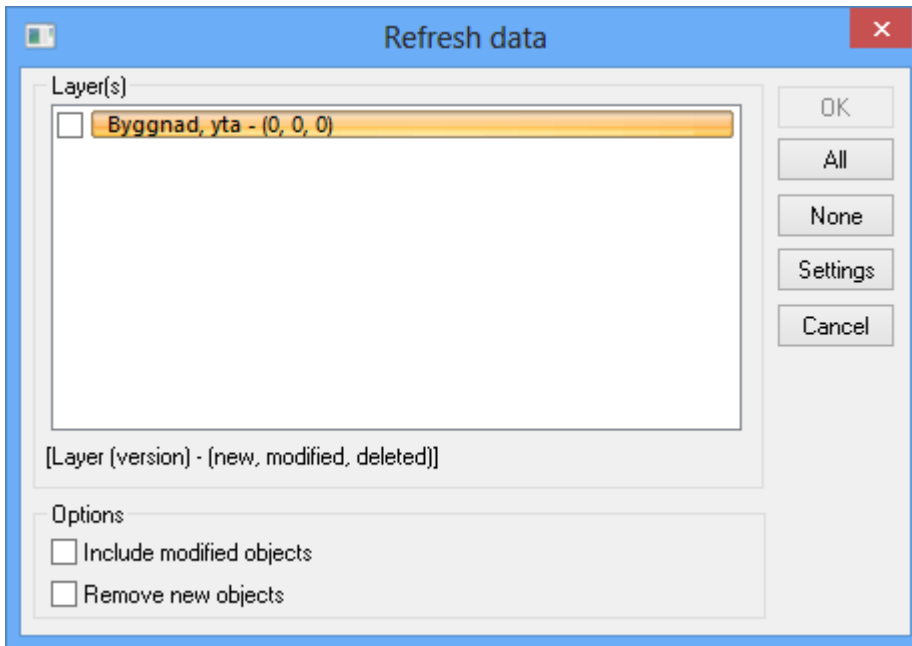 Refresh data
Layer(s)
Byggnad, yta - (0, 0, 0)
[Layer (version) - (new, modified, deleted)]
OK
All
None
Settings
Cancel
Options
Include modified objects
Remove new objects